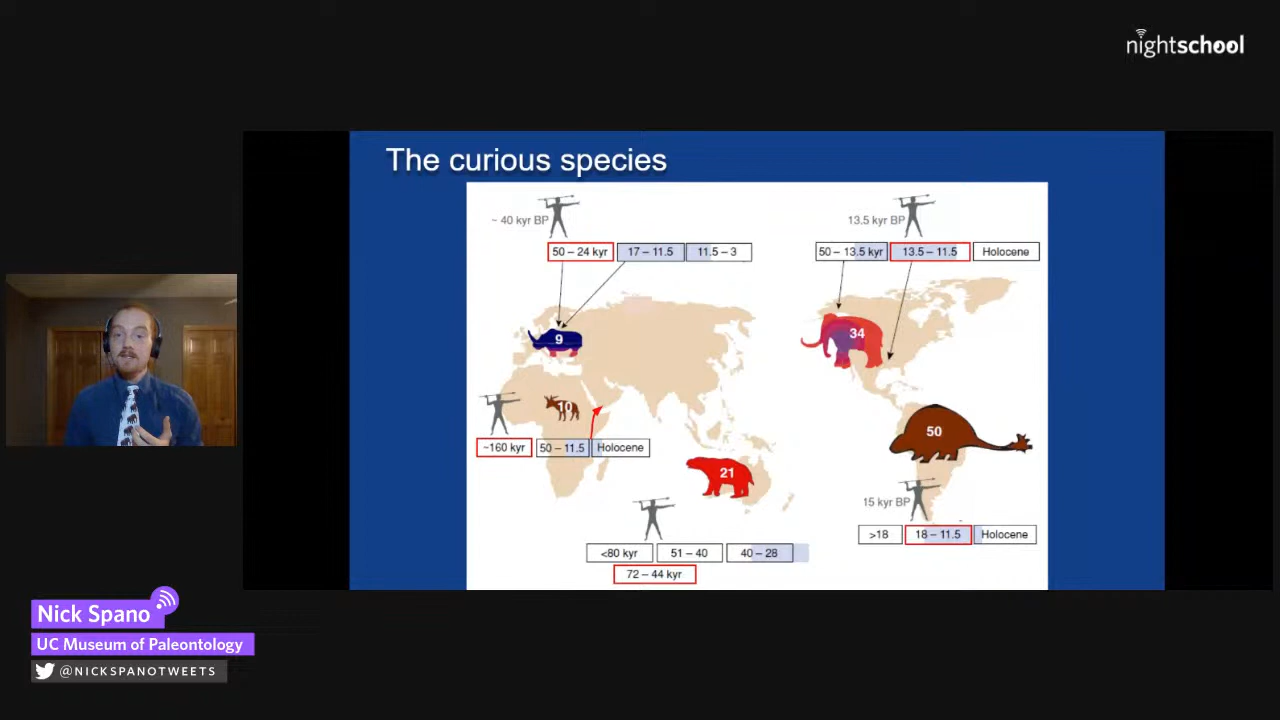 nightschool
The curious species
~ 40 kyr BP
13.5 kyr BP
50 – 24 kyr
17 – 11.5
11.5 – 3
50 – 13.5 kyr
13.5 – 11.5
Holocene
9
34
10
50
~160 kyr
50 – 11.5
Holocene
21
15 kyr BP
>18
18 – 11.5
Holocene
<80 kyr
51 – 40
40 – 28
72 – 44 kyr
Nick Spano
UC Museum of Paleontology
@NICKSPANOTWEETS